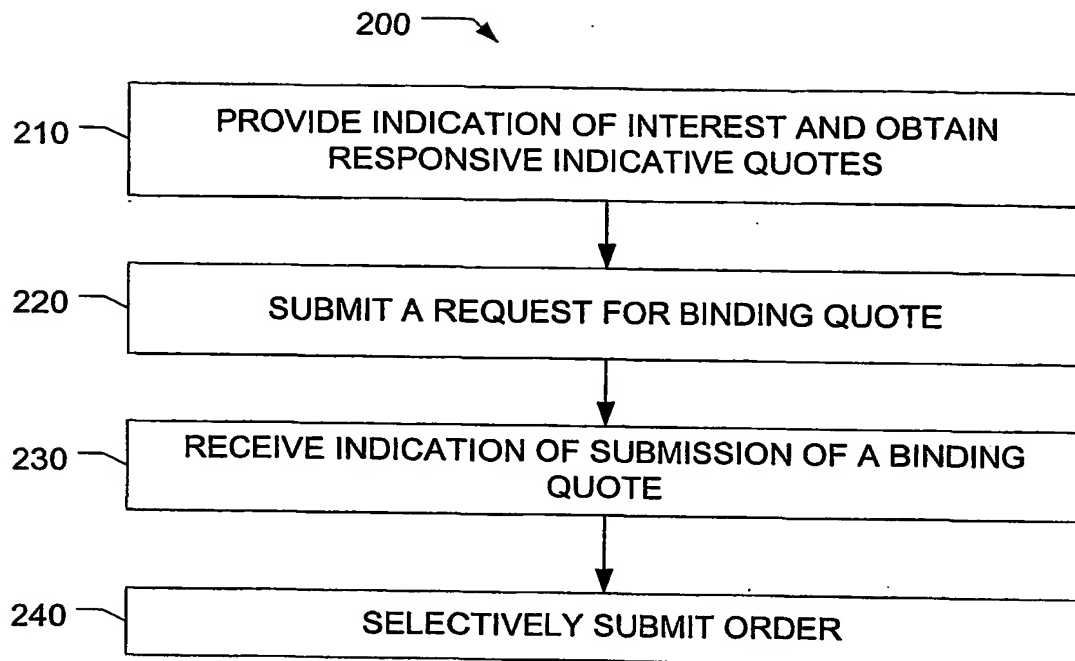 200
210
PROVIDE INDICATION OF INTEREST AND OBTAIN
RESPONSIVE INDICATIVE QUOTES
220
SUBMIT A REQUEST FOR BINDING QUOTE
230
RECEIVE INDICATION OF SUBMISSION OF A BINDING
QUOTE
240
SELECTIVELY SUBMIT ORDER